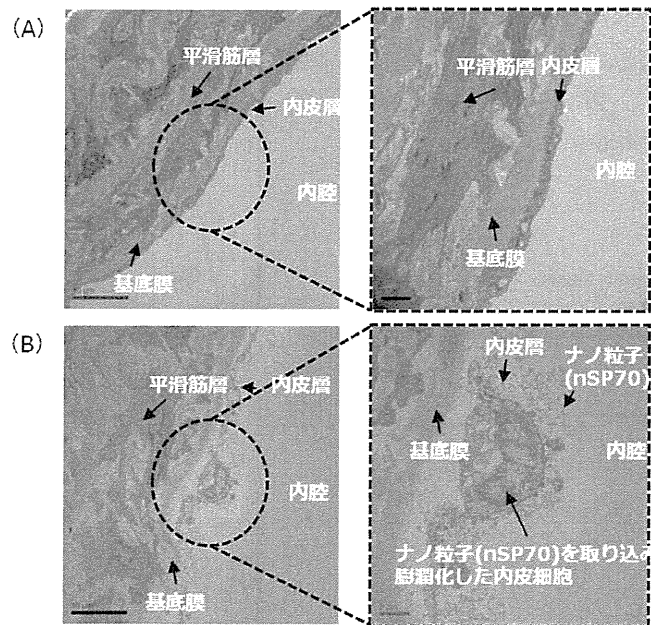 (A)
平滑筋層
内皮層
内腔
基底膜
平滑筋層 内皮層
内腔
基底膜
(B)
平滑筋層 内皮層
内腔
基底膜
内皮層 ナノ粒子
(nSP70)
基底膜
内腔
ナノ粒子(nSP70)を取り込み
膨潤化した内皮細胞